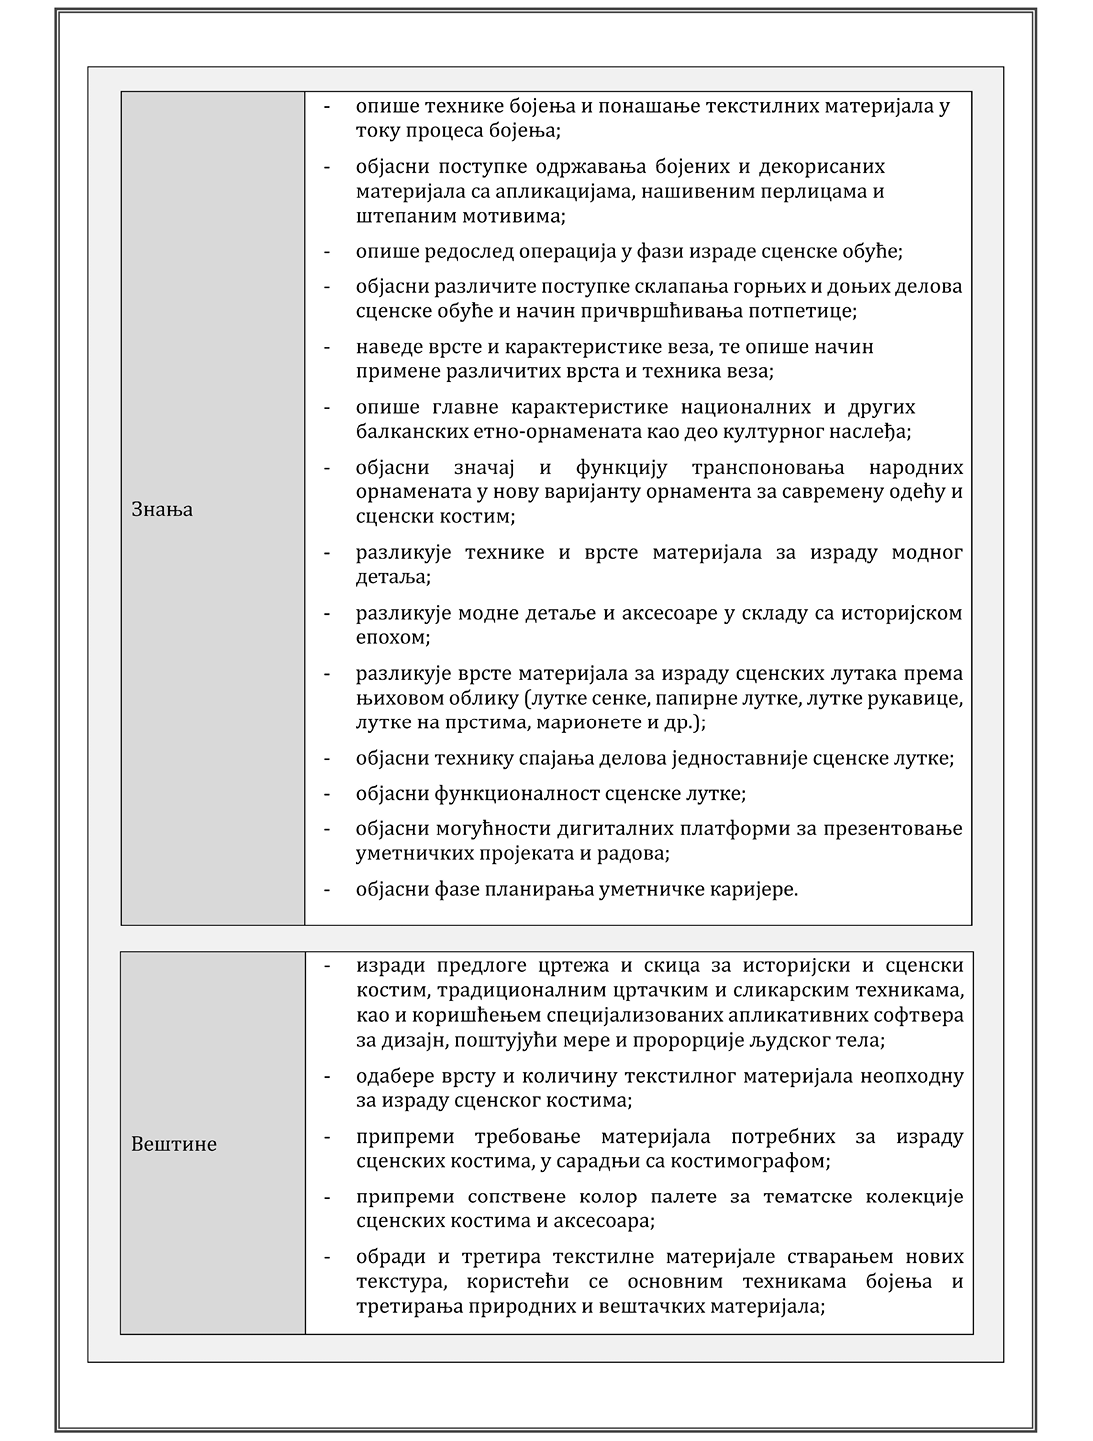 Знања
- опише технике бојења и понашање текстилних материјала у
току процеса бојења;
- објасни поступке одржавања бојених и декорисаних
материјала са апликацијама, нашивеним перлицама и
штепаним мотивима;
- опише редослед операција у фази израде сценске обуће;
- објасни различите поступке склапања горњих и доњих делова
сценске обуће и начин причвршћивања потпетице;
- наведе врсте и карактеристике веза, те опише начин
примене различитих врста и техника веза;
- опише главне карактеристике националних и других
балканских етно-орнамената као део културног наслеђа;
- објасни значај и функцију транспоновања народних
орнамената у нову варијанту орнамента за савремену одећу и
сценски костим;
- разликује технике и врсте материјала за израду модног
детаља;
- разликује модне детаље и аксесоаре у складу са историјском
епохом;
- разликује врсте материјала за израду сценских лутака према
њиховом облику (лутке сенке, папирне лутке, лутке рукавице,
лутке на прстима, марионете и др.);
- објасни технику спајања делова једноставније сценске лутке;
- објасни функционалност сценске лутке;
- објасни могућности дигиталних платформи за презентовање
уметничких пројеката и радова;
- објасни фазе планирања уметничке каријере.
Вештине
- изради предлоге цртежа и скица за историјски и сценски
костим, традиционалним цртачким и сликарским техникама,
као и коришћењем специјализованих апликативних софтвера
за дизајн, поштујући мере и пророрције људског тела;
- одабере врсту и количину текстилног материјала неопходну
за израду сценског костима;
- припреми требовање материјала потребних за израду
сценских костима, у сарадњи са костимографом;
- припреми сопствене колор палете за тематске колекције
сценских костима и аксесоара;
- обради и третира текстилне материјале стварањем нових
текстура, користећи се основним техникама бојења и
третирања природних и вештачких материјала;